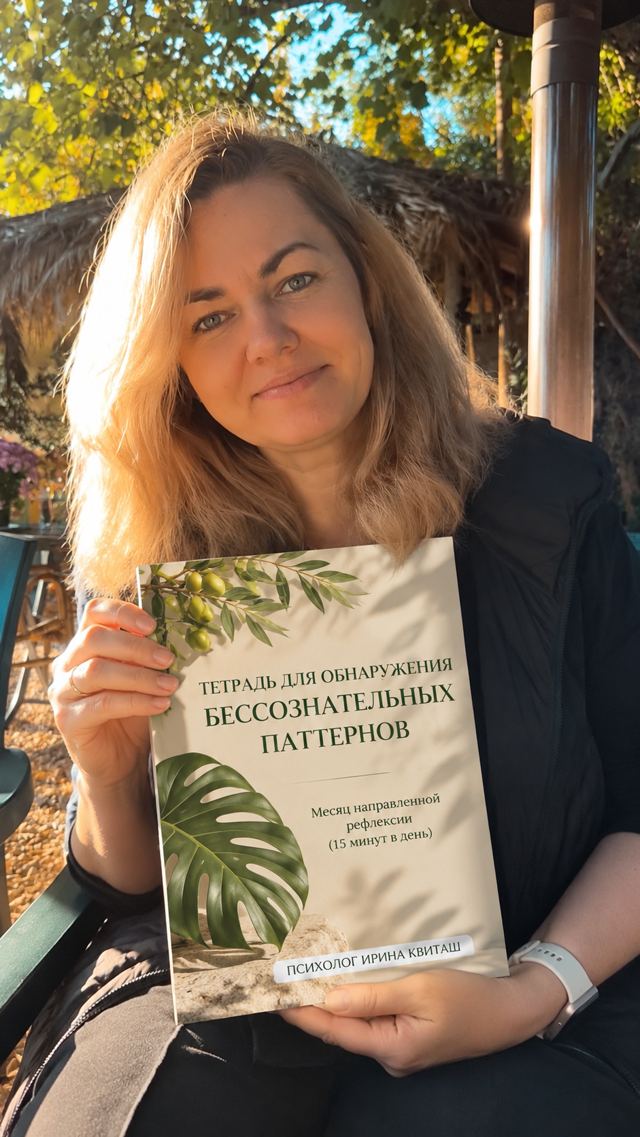 ТЕТРАДЬ ДЛЯ ОБНАРУЖЕНИЯ
БЕССОЗНАТЕЛЬНЫХ
ПАТТЕРНОВ
Месяц направленной
рефлексии
(15 минут в день)
ПСИХОЛОГ ИРИНА КВИТАШ